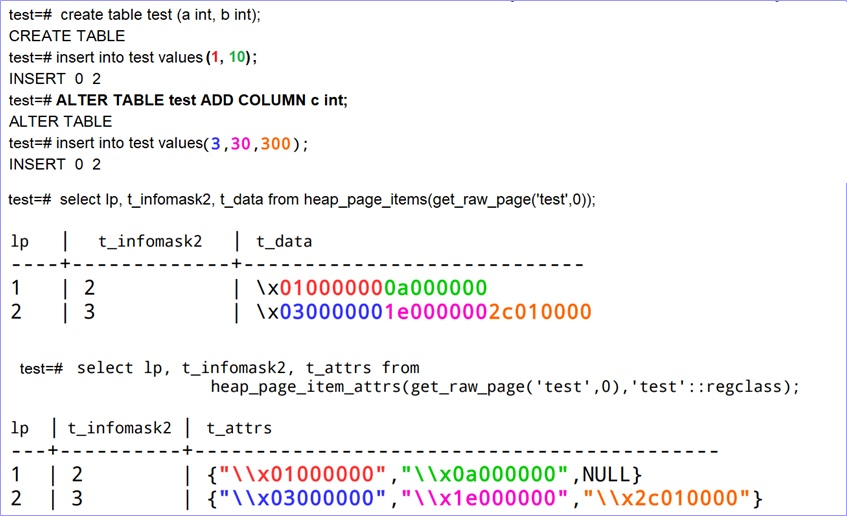 test=#  create table test (a int, b int);
CREATE TABLE
test=# insert into test values (1, 10);
INSERT  0  2
test=# ALTER TABLE test ADD COLUMN c int;
ALTER TABLE
test=# insert into test values(3,30,300);
INSERT  0  2
test=#  select lp, t_infomask2, t_data from heap_page_items(get_raw_page('test',0));
lp   |   t_infomask2   |  t_data
----+-------------+----------------------------
1    | 2               | \x010000000a000000
2    | 3               | \x030000001e0000002c010000
test=#  select lp, t_infomask2, t_attrs from
heap_page_item_attrs(get_raw_page('test',0),'test'::regclass);
lp  | t_infomask2 | t_attrs
---+----------+-------------------------------------------
1   | 2           | {"\\x01000000","\\x0a000000",NULL}
2   | 3           | {"\\x03000000","\\x1e000000","\\x2c010000"}